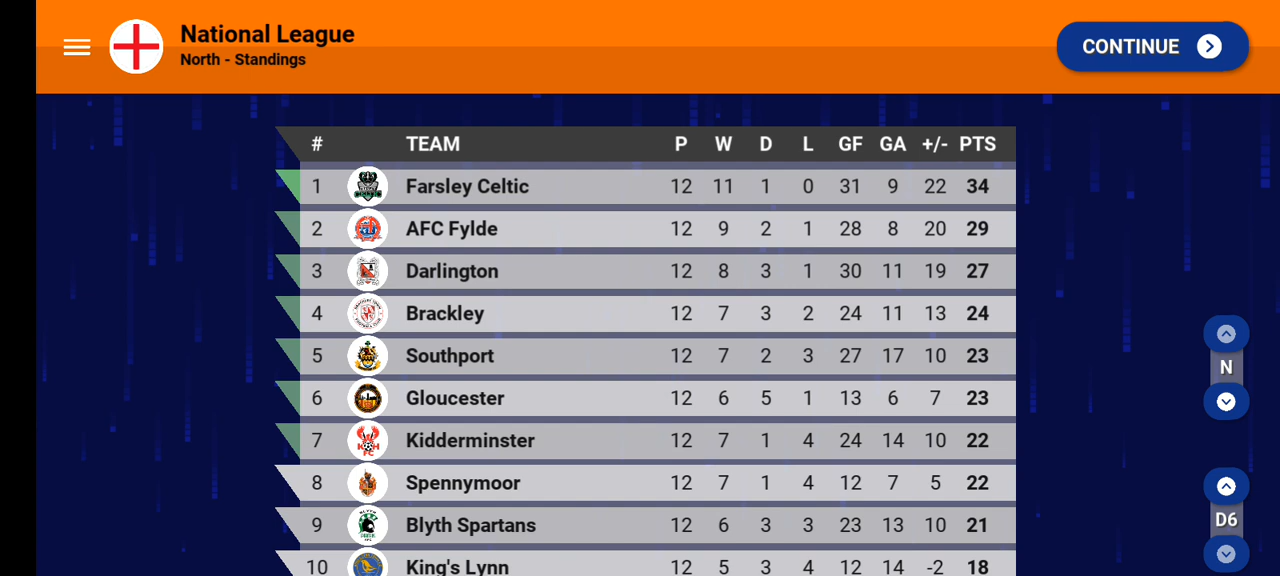 National League
North - Standings
CONTINUE
# TEAM P W D L GF GA +/- PTS
1 Farsley Celtic 12 11 1 0 31 9 22 34
2 AFC Fylde 12 9 2 1 28 8 20 29
3 Darlington 12 8 3 1 30 11 19 27
4 Brackley 12 7 3 2 24 11 13 24
5 Southport 12 7 2 3 27 17 10 23
6 Gloucester 12 6 5 1 13 6 7 23
7 Kidderminster 12 7 1 4 24 14 10 22
8 Spennymoor 12 7 1 4 12 7 5 22
9 Blyth Spartans 12 6 3 3 23 13 10 21
10 King's Lynn 12 5 3 4 12 14 -2 18
N
D6